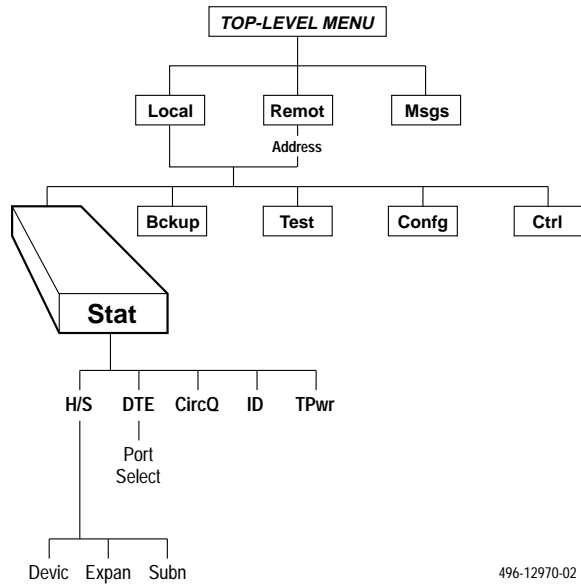 TOP-LEVEL MENU
Local Remot Msgs
Address
Bckup Test Confg Ctrl
Stat
H/S DTE CircQ ID TPwr
Port
Select
Devic Expan Subn
496-12970-02